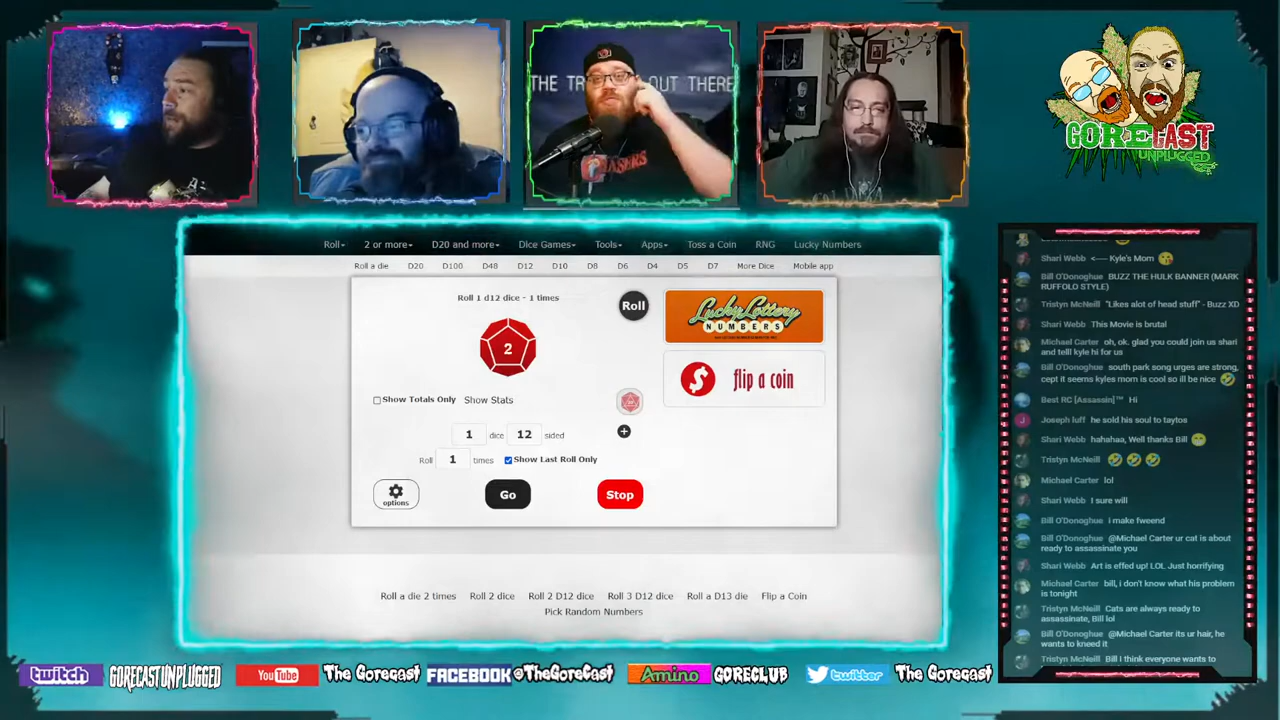 THE TR OUT THERE
GORECAST
UNPLUGGED
Roll
2 or more
D20 and more
Dice Games
Tools
Apps
Toss a Coin
RNG
Lucky Numbers
Roll a die
D20
D100
D48
D12
D10
D8
D6
D4
D5
D7
More Dice
Mobile app
Roll 1 d12 dice - 1 times
Roll
2
Lucky Lottery
NUMBERS
$ flip a coin
Show Totals Only
Show Stats
1 dice 12 sided
Roll 1 times
Show Last Roll Only
options
Go
Stop
Roll a die 2 times
Roll 2 dice
Roll 2 D12 dice
Roll 3 D12 dice
Roll a D13 die
Flip a Coin
Pick Random Numbers
Shari Webb <---- Kyle's Mom
Bill O'Donoghue BUZZ THE HULK BANNER (MARK
RUFFOLO STYLE)
Tristyn McNeill "Likes alot of head stuff" - Buzz XD
Shari Webb This Movie is brutal
Michael Carter oh, ok. glad you could join us shari
and telll kyle hi for us
Bill O'Donoghue south park song urges are strong,
cept it seems kyles mom is cool so ill be nice
Best RC [Assassin]™ Hi
Joseph luff he sold his soul to taytos
Shari Webb hahahaa, Well thanks Bill
Tristyn McNeill
Michael Carter lol
Shari Webb I sure will
Bill O'Donoghue i make fweend
Bill O'Donoghue @Michael Carter ur cat is about
ready to assassinate you
Shari Webb Art is effed up! LOL Just horrifying
Michael Carter bill, i don't know what his problem
is tonight
Tristyn McNeill Cats are always ready to
assassinate, Bill lol
Bill O'Donoghue @Michael Carter its ur hair, he
wants to kneed it
Tristyn McNeill Bill I think everyone wants to
twitch GORECASTUNPLUGGED
YouTube The Gorecast
FACEBOOK @TheGoreCast
Amino GORECLUB
twitter The Gorecast